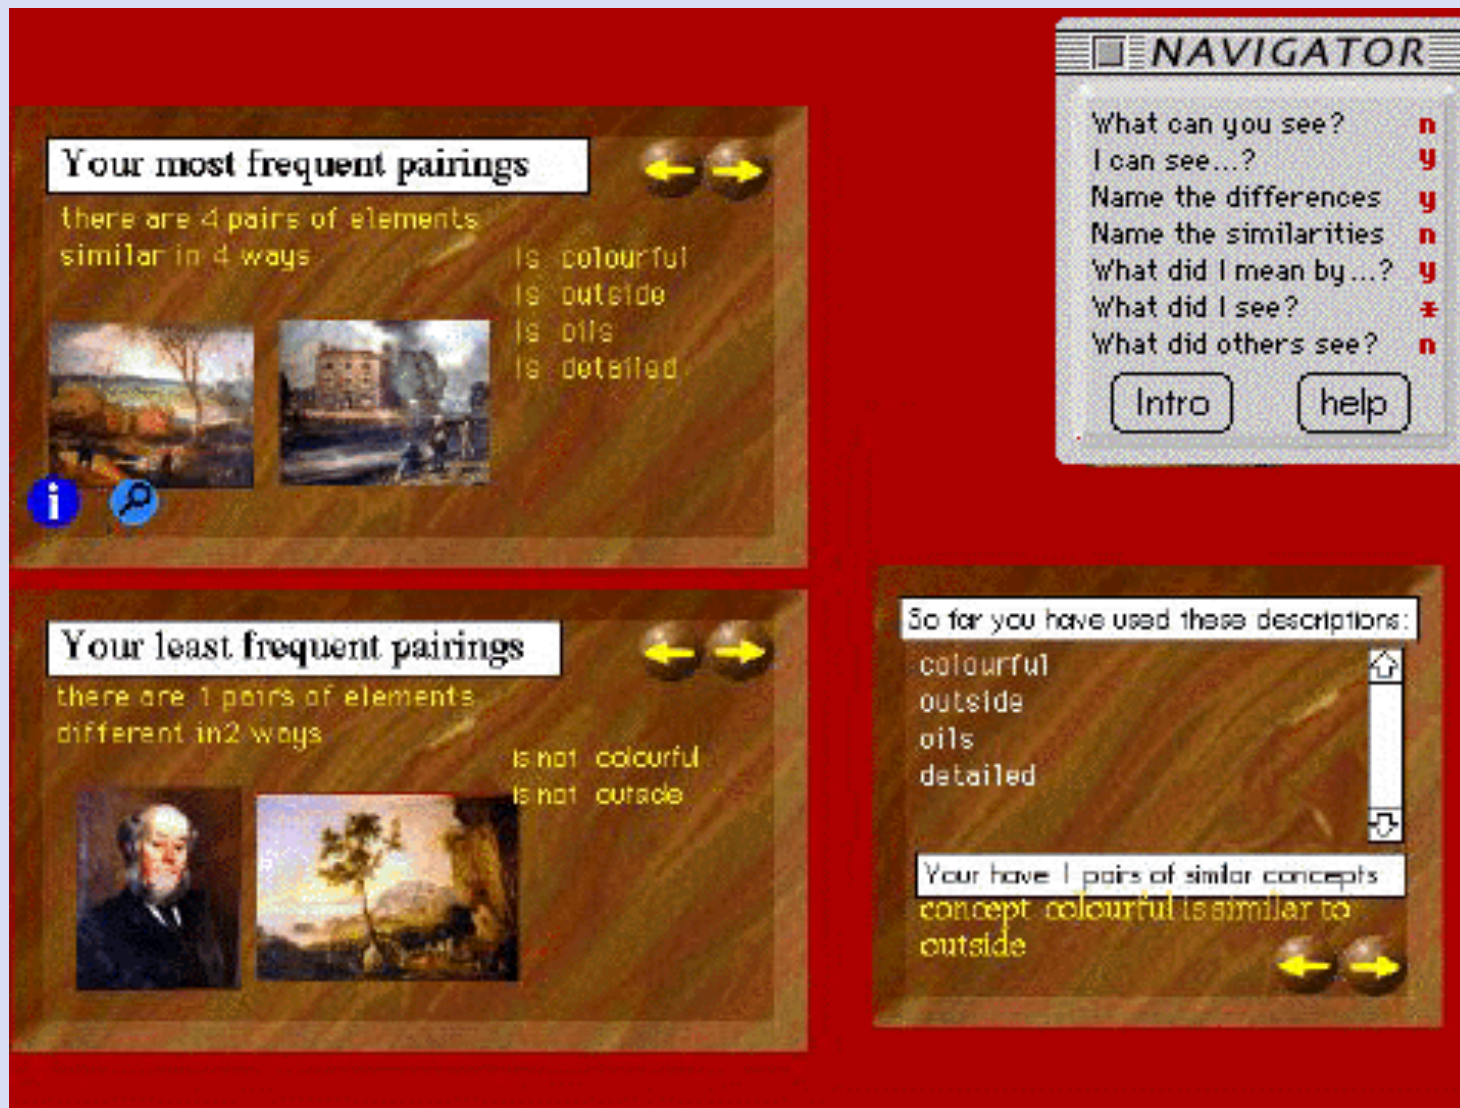 NAVIGATOR
What can you see? n
I can see...? y
Name the differences y
Name the similarities n
What did I mean by...? y
What did I see?
What did others see? n
Intro help
Your most frequent pairings
there are 4 pairs of elements
similar in 4 ways
is colourful
is outside
is oils
is detailed
i
Your least frequent pairings
there are 1 pairs of elements
different in2 ways
is not colourful
is not outside
So far you have used these descriptions:
colourful
outside
oils
detailed
Your have 1 pairs of similar concepts
concept colourful is similar to
outside